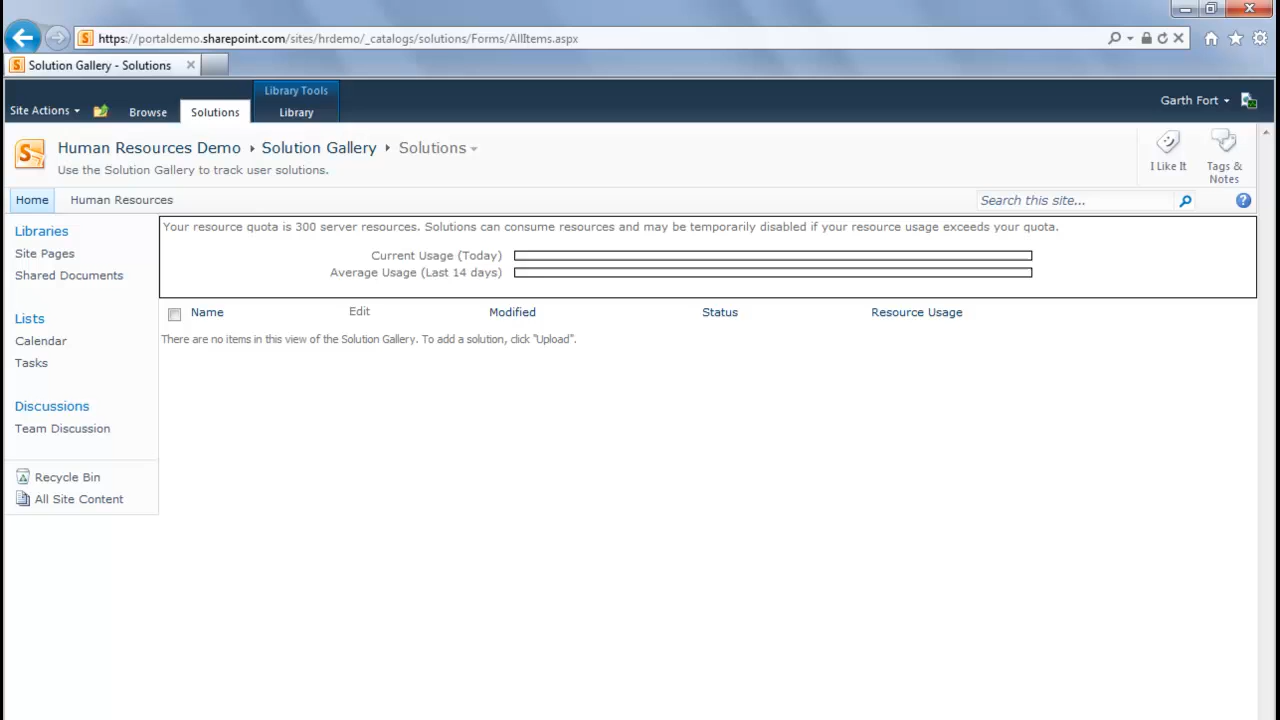 https://portaldemo.sharepoint.com/sites/hrdemo/_catalogs/solutions/Forms/AllItems.aspx
Solution Gallery - Solutions
Library Tools
Site Actions Browse Solutions Library Garth Fort
Human Resources Demo Solution Gallery Solutions
Use the Solution Gallery to track user solutions.
I Like It
Tags &
Notes
Home Human Resources Search this site...
Libraries
Site Pages
Shared Documents
Lists
Calendar
Tasks
Discussions
Team Discussion
Recycle Bin
All Site Content
Your resource quota is 300 server resources. Solutions can consume resources and may be temporarily disabled if your resource usage exceeds your quota.
Current Usage (Today)
Average Usage (Last 14 days)
Name Edit Modified Status Resource Usage
There are no items in this view of the Solution Gallery. To add a solution, click "Upload".